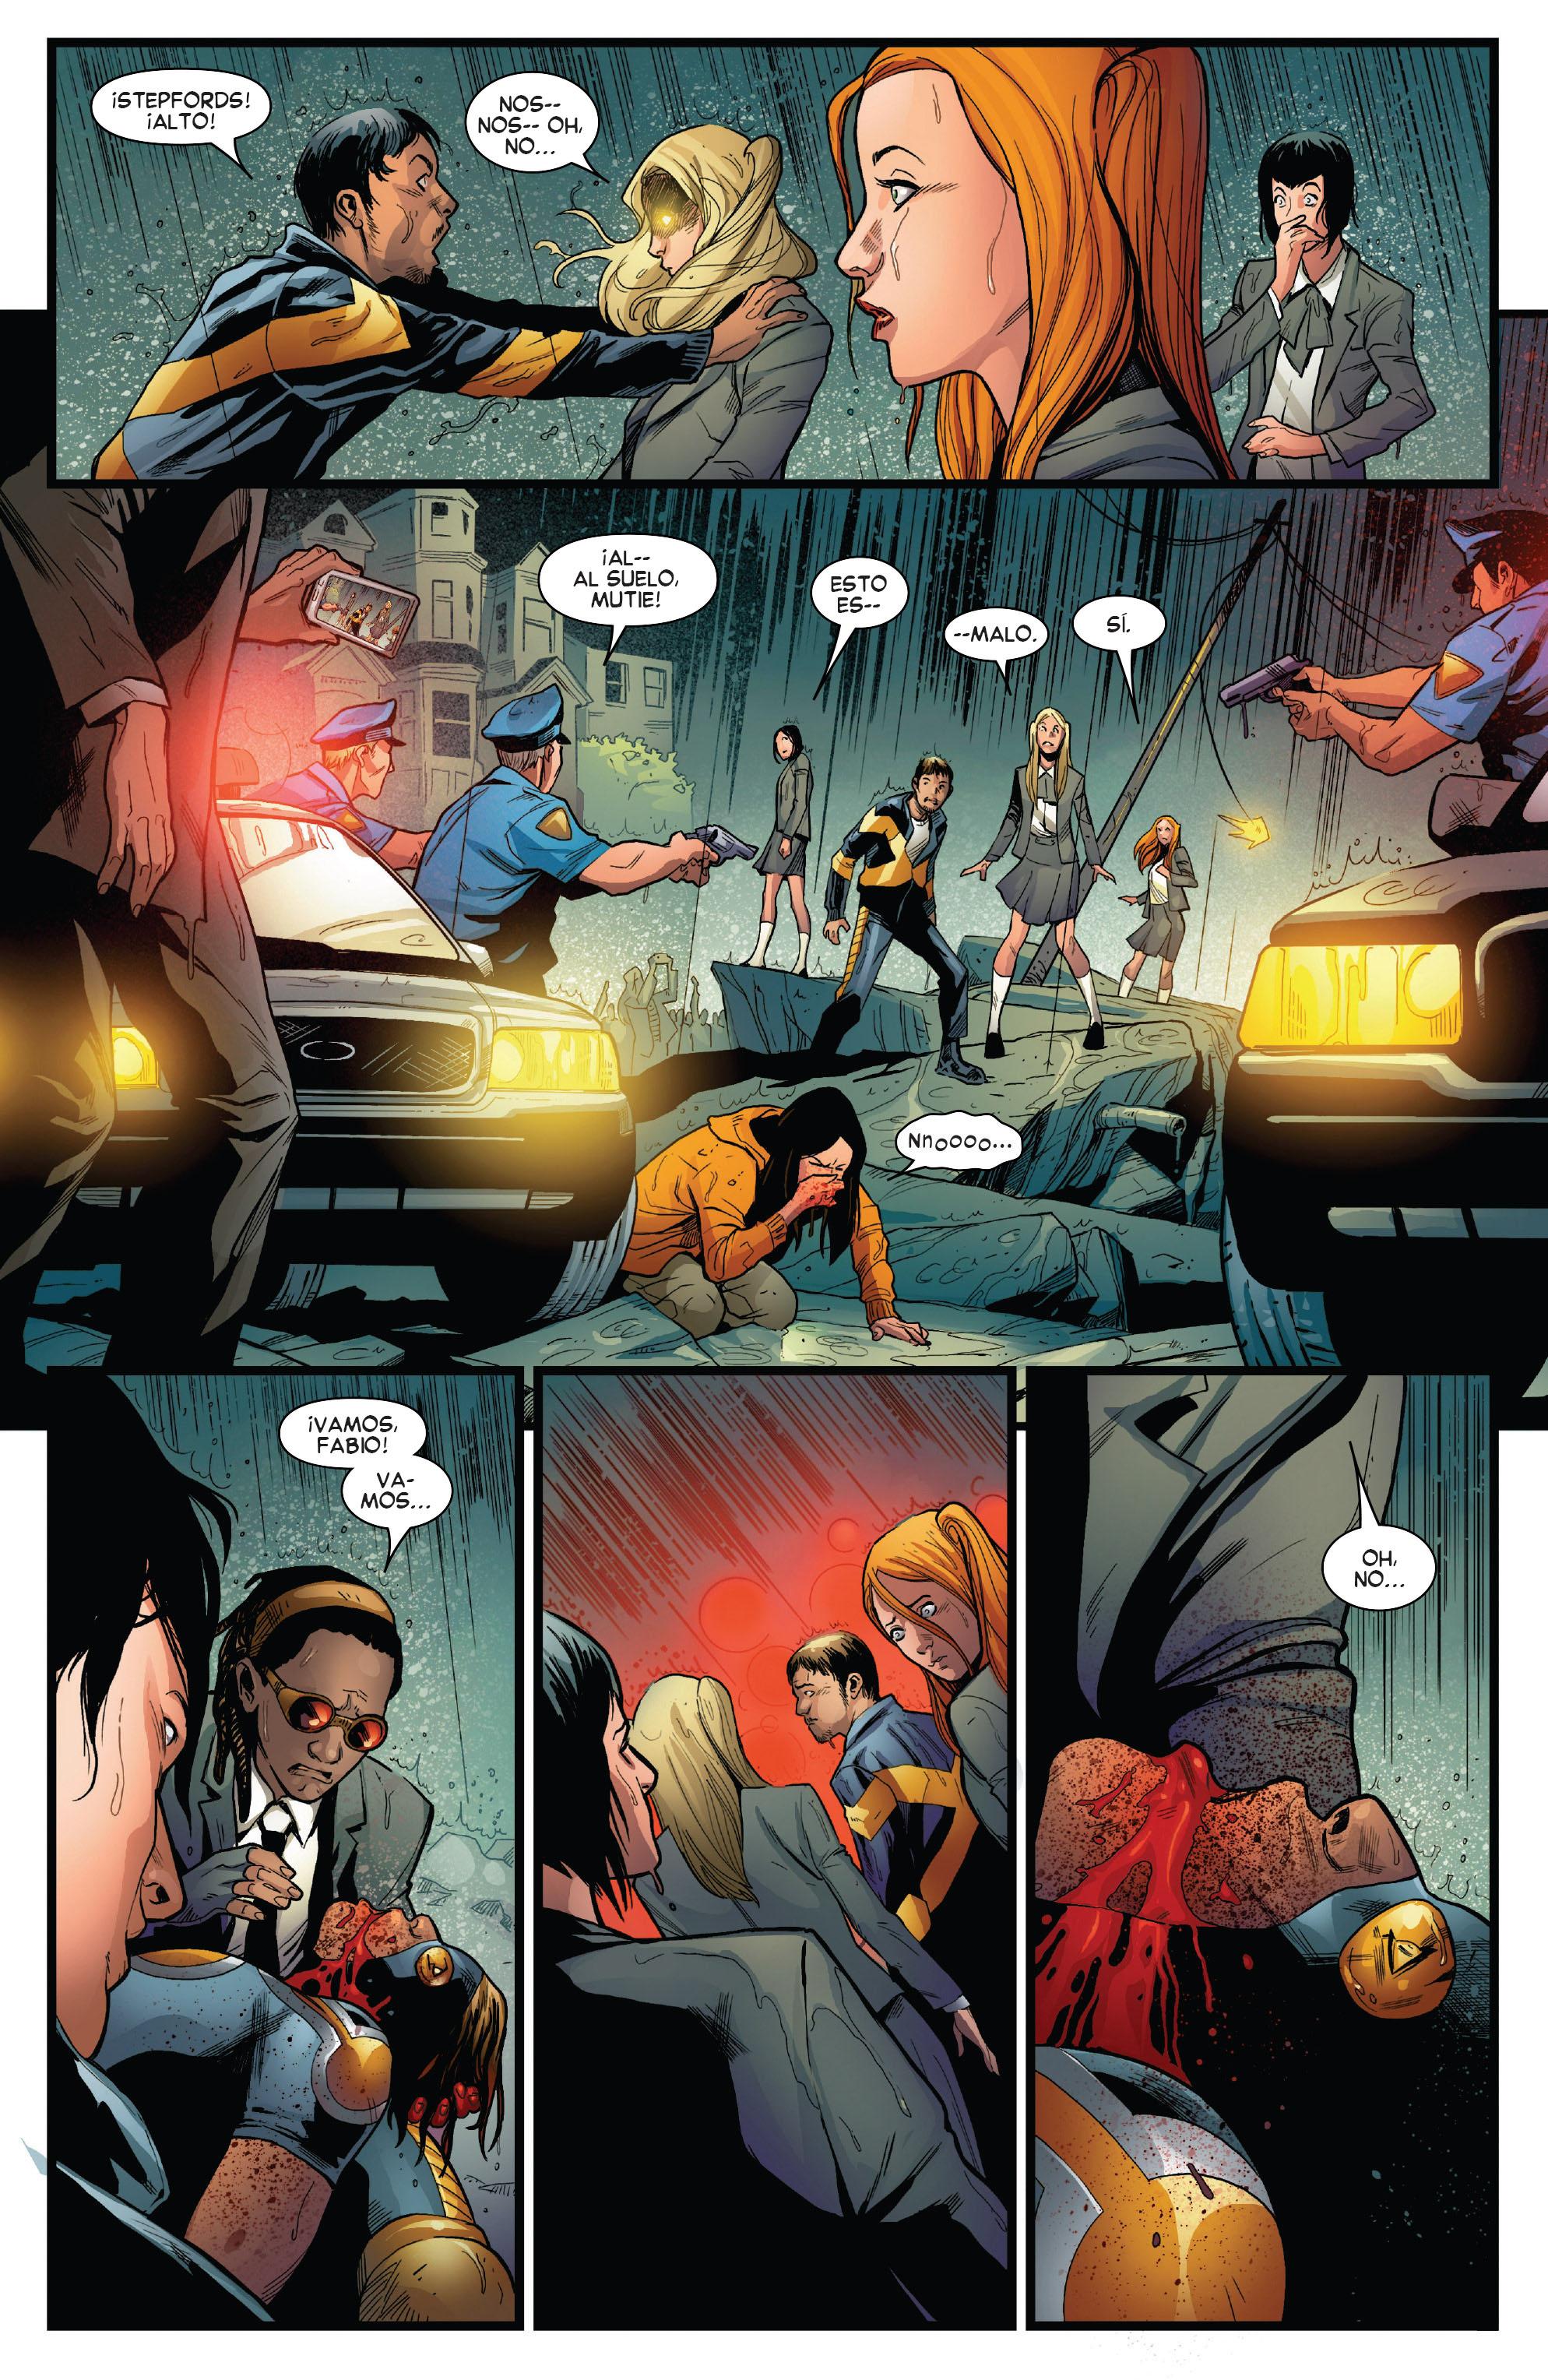 ¡STEPFORDS!
¡ALTO!
NOS--
NOS-- OH,
NO...
¡AL--
AL SUELO,
MUTIE!
ESTO
ES--
--MALO.
SÍ.
NNOOOO...
¡VAMOS,
FABIO!
VA-
MOS...
OH,
NO...